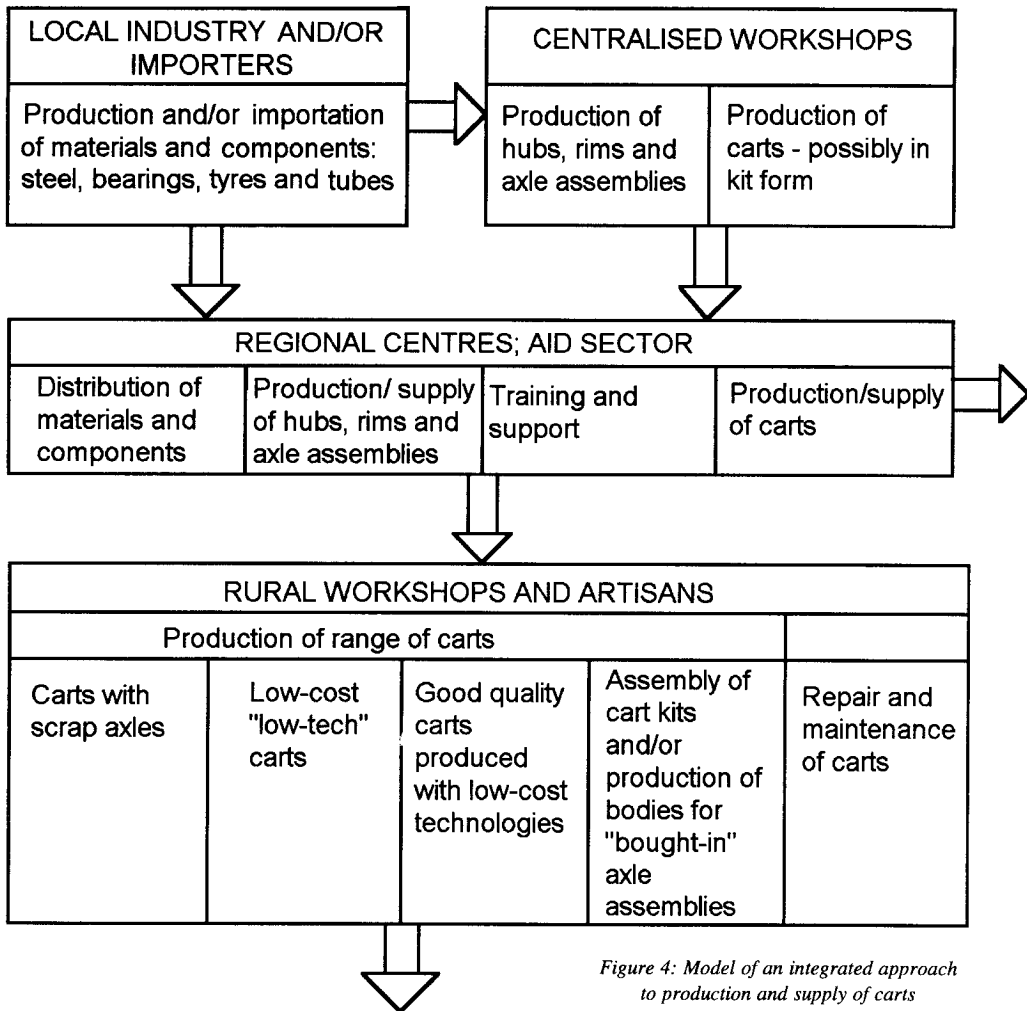 LOCAL INDUSTRY AND/OR
IMPORTERS
Production and/or importation
of materials and components:
steel, bearings, tyres and tubes
CENTRALISED WORKSHOPS
Production of
hubs, rims and
axle assemblies
Production of
carts - possibly in
kit form
REGIONAL CENTRES; AID SECTOR
Distribution of
materials and
components
Production/ supply
of hubs, rims and
axle assemblies
Training and
support
Production/supply
of carts
RURAL WORKSHOPS AND ARTISANS
Production of range of carts
Carts with
scrap axles
Low-cost
"low-tech"
carts
Good quality
carts
produced
with low-cost
technologies
Assembly of
cart kits
and/or
production of
bodies for
"bought-in"
axle
assemblies
Repair and
maintenance
of carts
Figure 4: Model of an integrated approach
to production and supply of carts